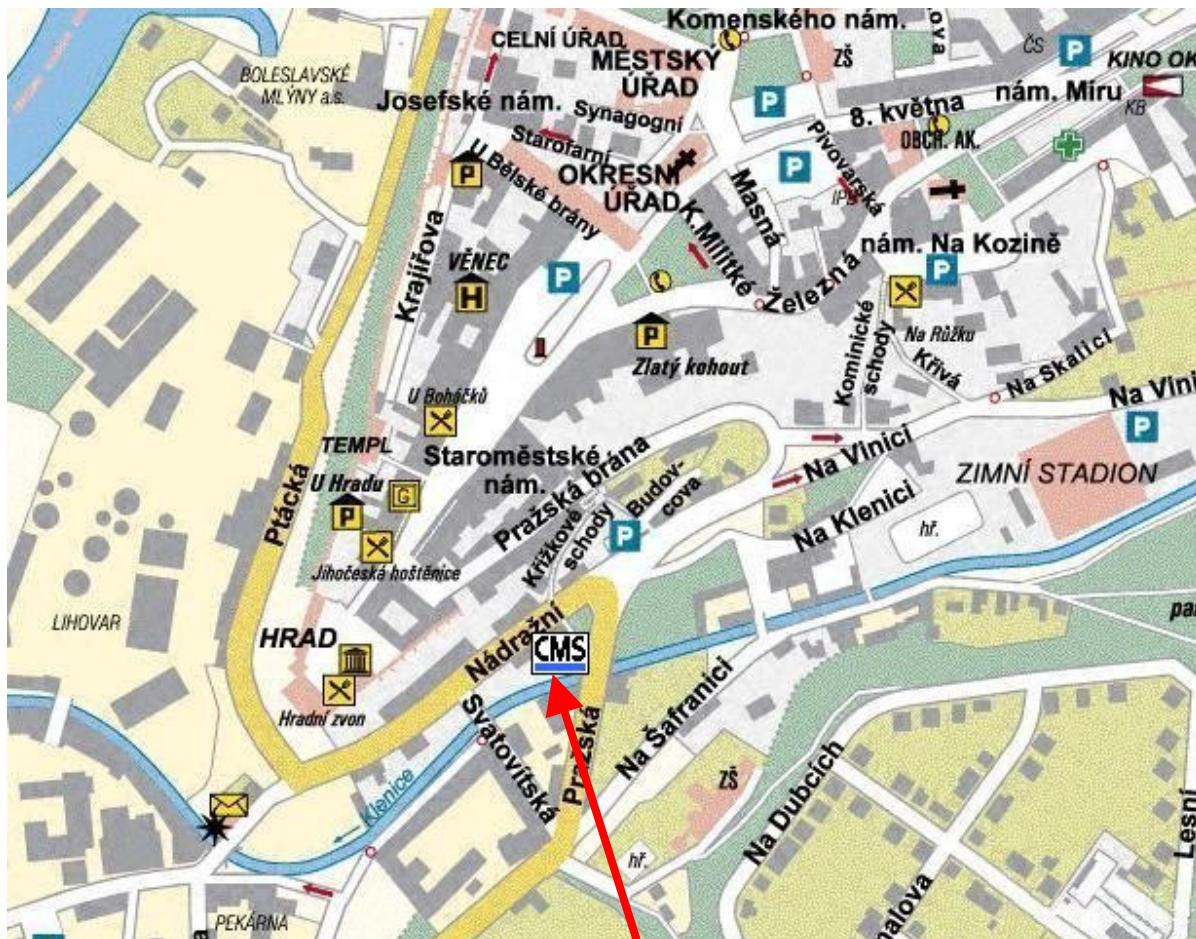 Komenského nám.
CELNÍ ÚŘAD
MĚSTSKÝ
ÚŘAD
ZŠ
ČS
P
KINO OK
BOLESLAVSKÉ
MLÝNY a.s.
Josefské nám.
P
nám. Míru
KB
8. května
Synagogní
Starofarní
OBCH. AK.
Pivovarská
U Bělské brány
P
OKRESNÍ
ÚŘAD
P
Masná
K.Militké
nám. Na Kozině
P
Krajířova
VĚNEC
H
P
Železná
Na Růžku
P
Zlatý kohout
Kominické
schody
Křivá
Na Skalici
U Boháčků
Na Vinici
P
TEMPL
Staroměstské
nám.
Pražská brána
Na Vinici
ZIMNÍ STADION
U Hradu
G
P
Budov-
cova
Na Klenici
hř.
Ptácká
Křížkové
schody
P
Jihočeská hoštěnice
LIHOVAR
HRAD
Nádražní
CMS
Hradní zvon
Svatovítská
Pražská
Na Šafranici
ZŠ
Na Dubcích
Klenice
hř.
Lesní
PEKÁRNA